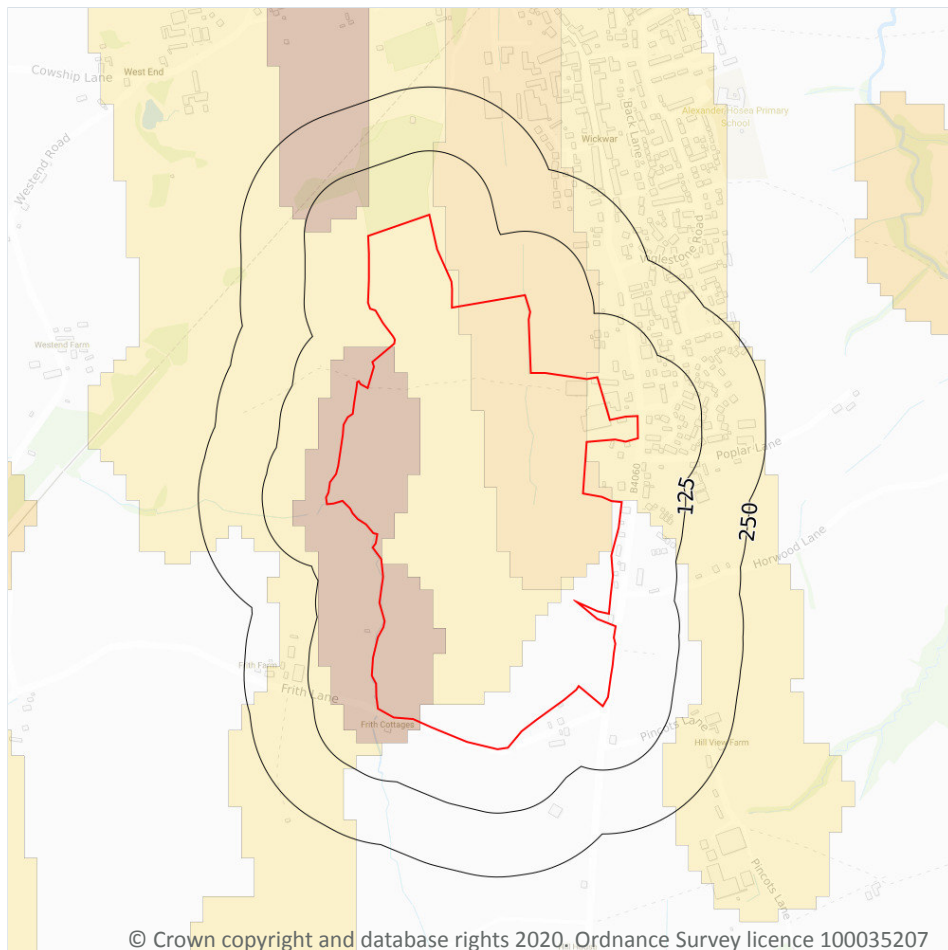 West End
Cowship Lane
Alexander Hosea Primary
School
Back Lane
Wickwar
Westend Road
Inglestone Road
Westend Farm
Poplar Lane
B4060
125
250
Horwood Lane
Frith Farm
Frith Lane
Frith Cottages
Pincots Lane
Hill View Farm
Pincots Lane
© Crown copyright and database rights 2020. Ordnance Survey licence 100035207